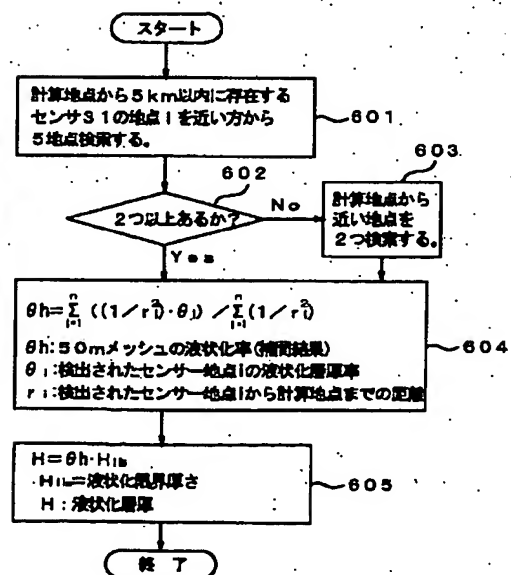 スタート
計算地点から5km以内に存在する
センサ31の地点iを近い方から
5地点検索する。
601
602
603
2つ以上あるか?
No
計算地点から
近い地点を
2つ検索する。
Yes
θh=Σ((1/ri²)・θi)/Σ(1/ri²)
θh:50mメッシュの液状化率(補間結果)
θi:検出されたセンサー地点iの液状化層厚率
ri:検出されたセンサー地点iから計算地点までの距離
604
H=θh・Hlim
Hlim=液状化限界厚さ
H:液状化層厚
605
終了